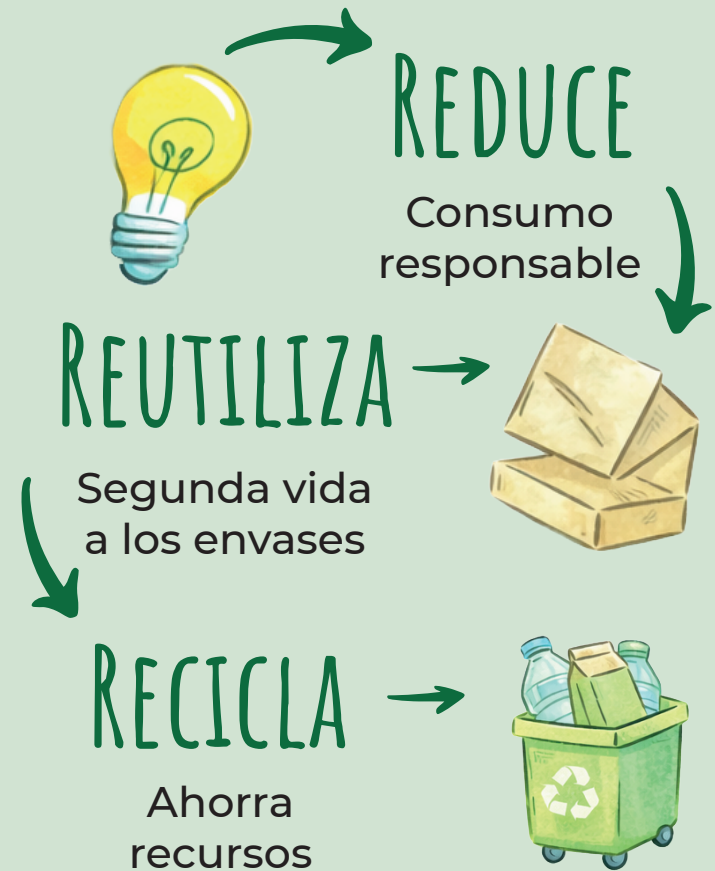 REDUCE
Consumo
responsable
REUTILIZA
Segunda vida
a los envases
RECICLA
Ahorra
recursos